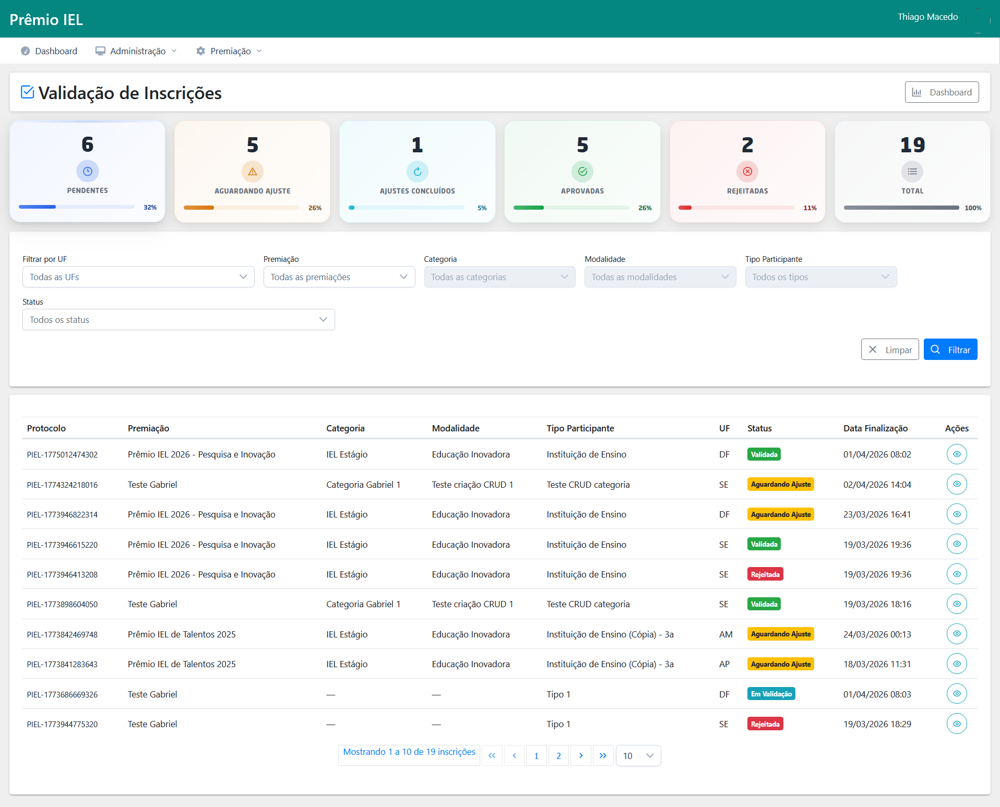 Prêmio IEL
Thiago Macedo
Dashboard Administração Premiação
Validação de Inscrições
Dashboard
6
PENDENTES
32%
5
AGUARDANDO AJUSTE
26%
1
AJUSTES CONCLUÍDOS
5%
5
APROVADAS
26%
2
REJEITADAS
11%
19
TOTAL
100%
Filtrar por UF Premiação Categoria Modalidade Tipo Participante
Todas as UFs Todas as premiações Todas as categorias Todas as modalidades Todos os tipos
Status
Todos os status
Limpar Filtrar
Protocolo Premiação Categoria Modalidade Tipo Participante UF Status Data Finalização Ações
PIEL-1775012474302 Prêmio IEL 2026 - Pesquisa e Inovação IEL Estágio Educação Inovadora Instituição de Ensino DF Validada 01/04/2026 08:02
PIEL-1774324218016 Teste Gabriel Categoria Gabriel 1 Teste criação CRUD 1 Teste CRUD categoria SE Aguardando Ajuste 02/04/2026 14:04
PIEL-1773946822314 Prêmio IEL 2026 - Pesquisa e Inovação IEL Estágio Educação Inovadora Instituição de Ensino DF Aguardando Ajuste 23/03/2026 16:41
PIEL-1773946615220 Prêmio IEL 2026 - Pesquisa e Inovação IEL Estágio Educação Inovadora Instituição de Ensino SE Validada 19/03/2026 19:36
PIEL-1773946413208 Prêmio IEL 2026 - Pesquisa e Inovação IEL Estágio Educação Inovadora Instituição de Ensino SE Rejeitada 19/03/2026 19:36
PIEL-1773898604050 Teste Gabriel Categoria Gabriel 1 Teste criação CRUD 1 Teste CRUD categoria SE Validada 19/03/2026 18:16
PIEL-1773842469748 Prêmio IEL de Talentos 2025 IEL Estágio Educação Inovadora Instituição de Ensino (Cópia) - 3a AM Aguardando Ajuste 24/03/2026 00:13
PIEL-1773841283643 Prêmio IEL de Talentos 2025 IEL Estágio Educação Inovadora Instituição de Ensino (Cópia) - 3a AP Aguardando Ajuste 18/03/2026 11:31
PIEL-1773686669326 Teste Gabriel — — Tipo 1 DF Em Validação 01/04/2026 08:03
PIEL-1773944775320 Teste Gabriel — — Tipo 1 SE Rejeitada 19/03/2026 18:29
Mostrando 1 a 10 de 19 inscrições « ‹ 1 2 › » 10